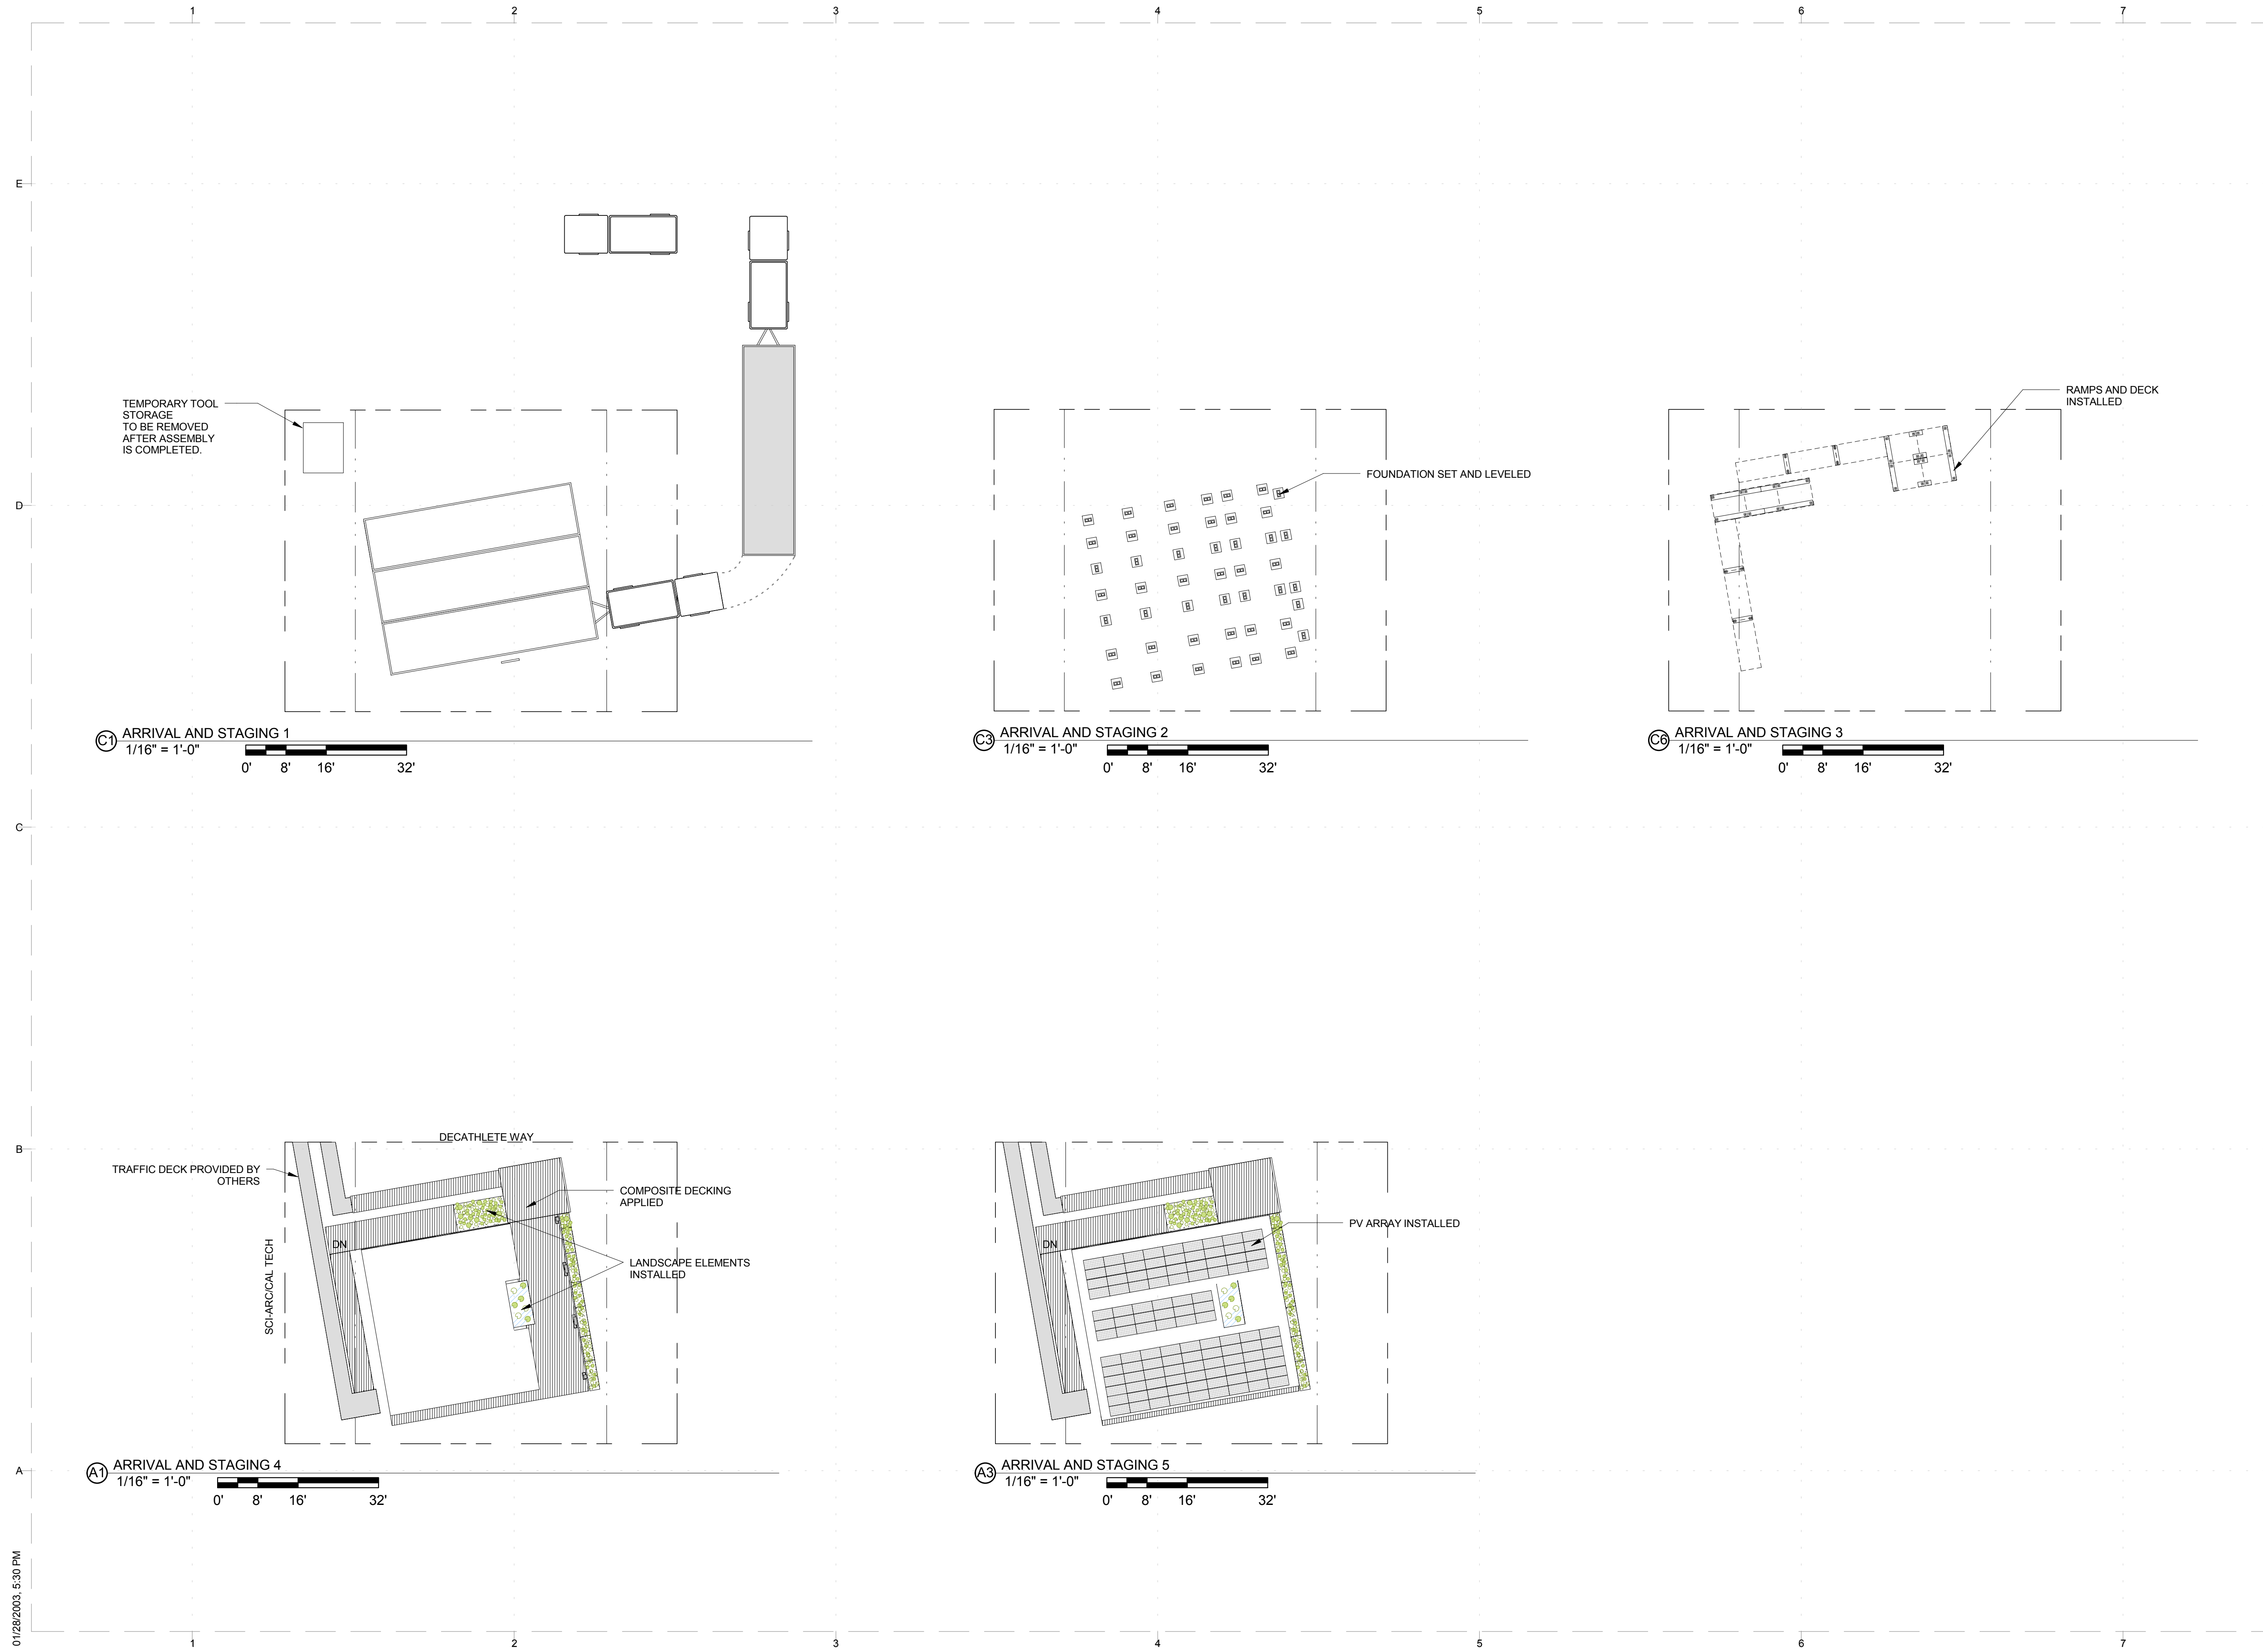 1 2 3 4 5 6 7
E
TEMPORARY TOOL
STORAGE
TO BE REMOVED
AFTER ASSEMBLY
IS COMPLETED.
RAMPS AND DECK
INSTALLED
FOUNDATION SET AND LEVELED
D
C1 ARRIVAL AND STAGING 1
1/16" = 1'-0"
0' 8' 16' 32'
C3 ARRIVAL AND STAGING 2
1/16" = 1'-0"
0' 8' 16' 32'
C6 ARRIVAL AND STAGING 3
1/16" = 1'-0"
0' 8' 16' 32'
C
B
DECATHLETE WAY
TRAFFIC DECK PROVIDED BY
OTHERS
COMPOSITE DECKING
APPLIED
DN
SCI-ARC/CAL TECH
LANDSCAPE ELEMENTS
INSTALLED
PV ARRAY INSTALLED
DN
A
A1 ARRIVAL AND STAGING 4
1/16" = 1'-0"
0' 8' 16' 32'
A3 ARRIVAL AND STAGING 5
1/16" = 1'-0"
0' 8' 16' 32'
01/28/2003, 5:30 PM
1 2 3 4 5 6 7